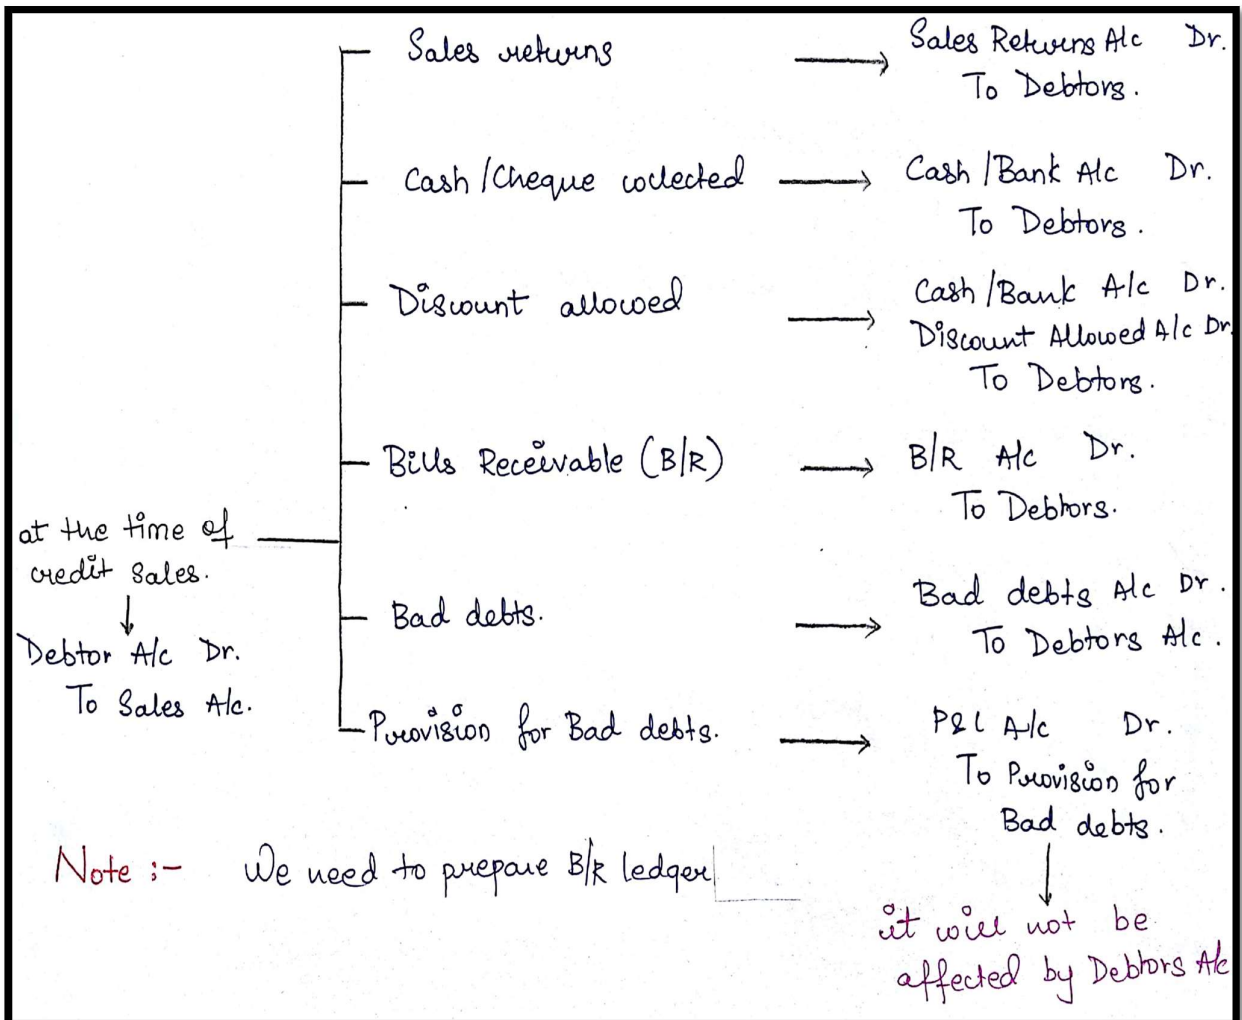 Sales returns
Sales Returns A/c Dr.
To Debtors.
Cash/Cheque collected
Cash/Bank A/c Dr.
To Debtors.
Discount allowed
Cash/Bank A/c Dr.
Discount Allowed A/c Dr.
To Debtors.
Bills Receivable (B/R)
B/R A/c Dr.
To Debtors.
at the time of
credit sales.
Debtor A/c Dr.
To Sales A/c.
Bad debts.
Bad debts A/c Dr.
To Debtors A/c.
Provision for Bad debts.
P&L A/c Dr.
To Provision for
Bad debts.
Note :- We need to prepare B/R ledger
it will not be
affected by Debtors A/c